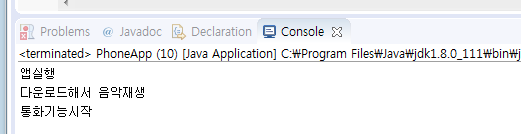 Problems @ Javadoc Declaration Console
<terminated> PhoneApp (10) [Java Application] C:₩Program Files₩Java₩jdk1.8.0_111₩bin₩j
앱실행
다운로드해서 음악재생
통화기능시작